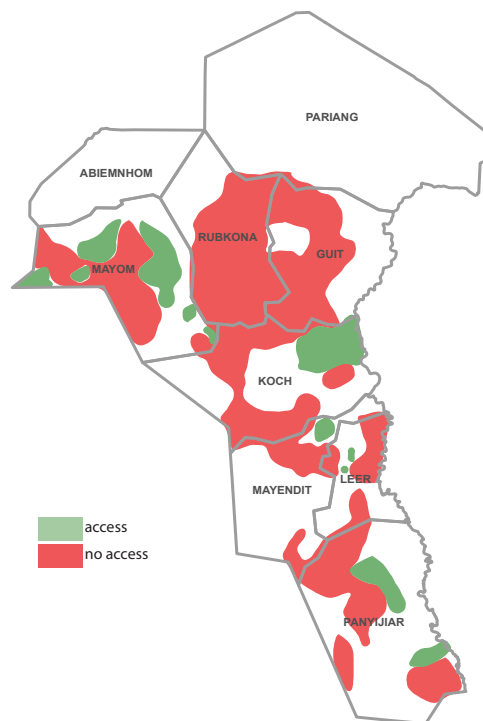 PARIANG
ABIEMNHOM
RUBKONA
GUIT
MAYOM
KOCH
MAYENDIT
LEER
access
no access
PANYIJIAR